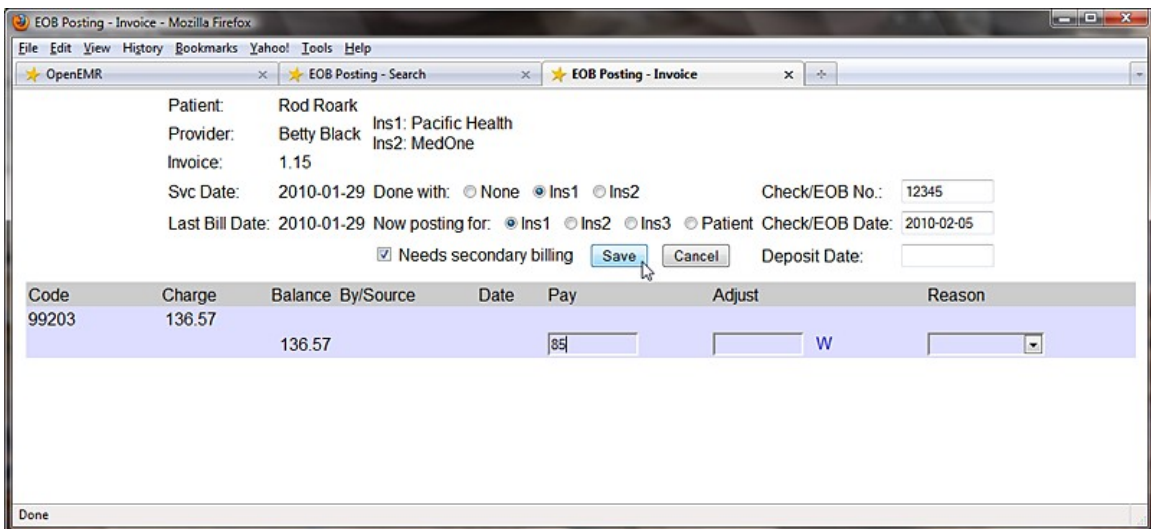 EOB Posting - Invoice - Mozilla Firefox
File Edit View History Bookmarks Yahoo! Tools Help
OpenEMR EOB Posting - Search EOB Posting - Invoice
Patient: Rod Roark
Ins1: Pacific Health
Provider: Betty Black
Ins2: MedOne
Invoice: 1.15
Svc Date: 2010-01-29 Done with: None Ins1 Ins2 Check/EOB No.: 12345
Last Bill Date: 2010-01-29 Now posting for: Ins1 Ins2 Ins3 Patient Check/EOB Date: 2010-02-05
Needs secondary billing Save Cancel Deposit Date:
Code Charge Balance By/Source Date Pay Adjust Reason
99203 136.57
136.57 85 W
Done